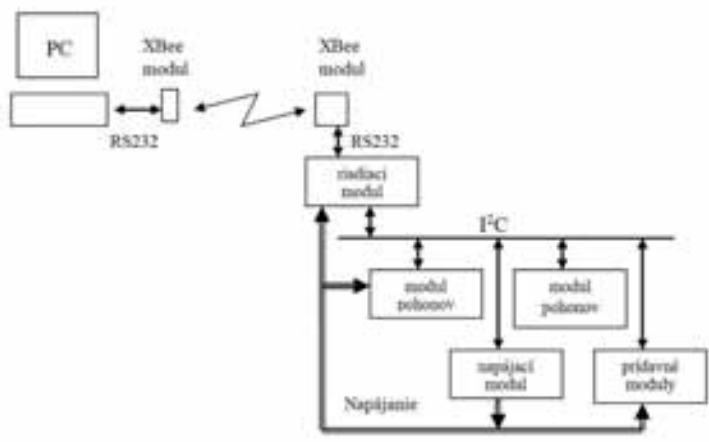 PC
XBee
modul
XBee
modul
RS232
RS232
riadiaci
modul
I²C
modul
pohonov
modul
pohonov
napájací
modul
prídavné
moduly
Napájanie